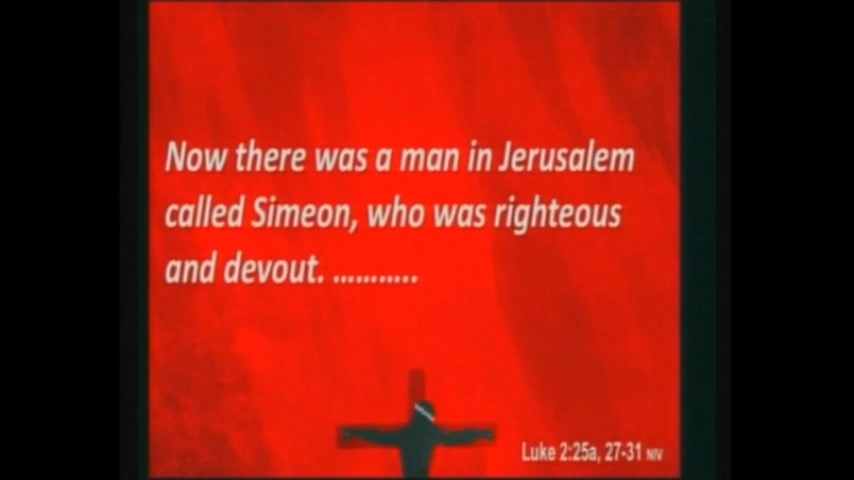 Now there was a man in Jerusalem
called Simeon, who was righteous
and devout. ...........
Luke 2:25a, 27-31 NIV